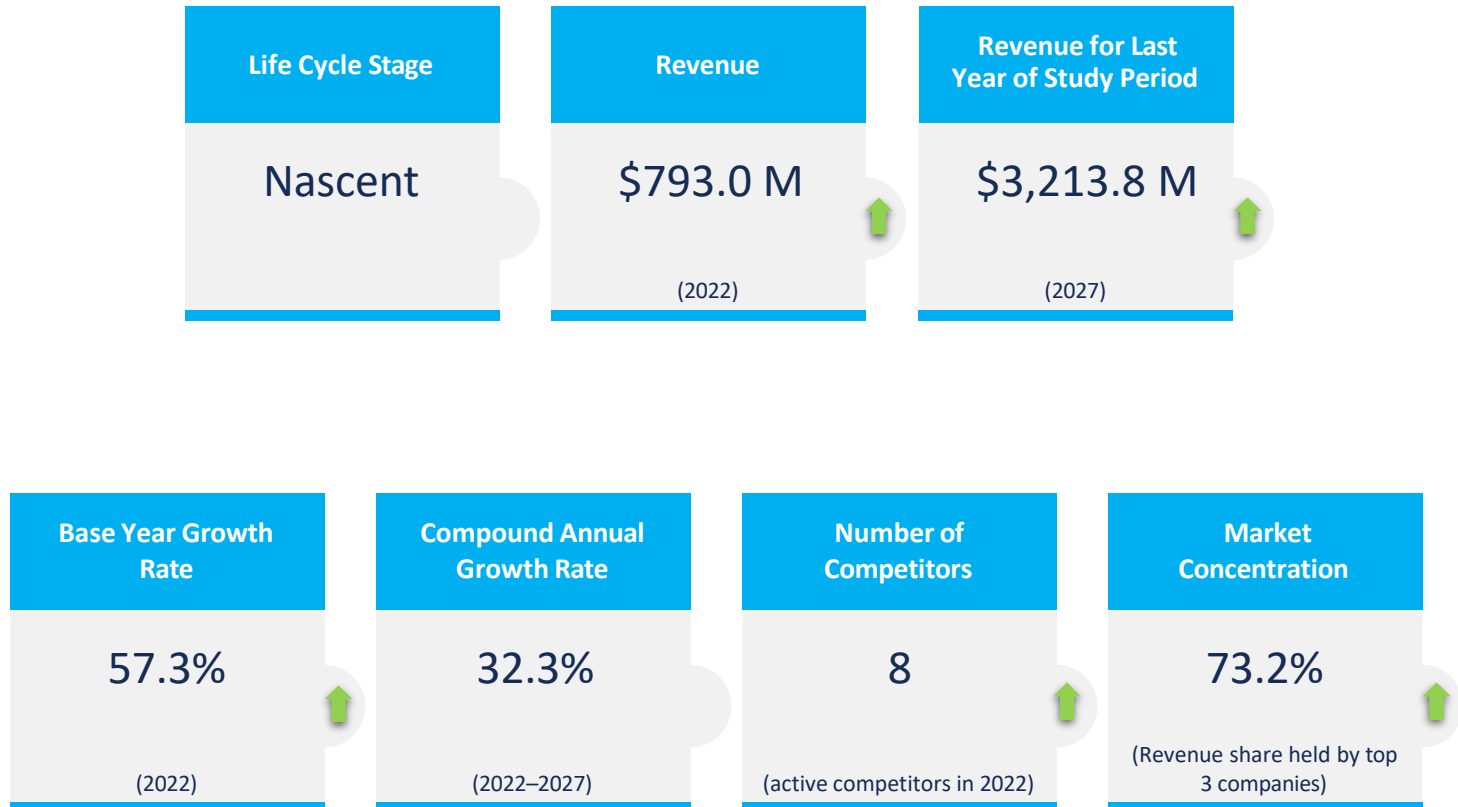 Life Cycle Stage
Revenue
Revenue for Last
Year of Study Period
Nascent
$793.0 M
$3,213.8 M
(2022)
(2027)
Base Year Growth
Rate
Compound Annual
Growth Rate
Number of
Competitors
Market
Concentration
57.3%
32.3%
8
73.2%
(2022)
(2022–2027)
(active competitors in 2022)
(Revenue share held by top
3 companies)